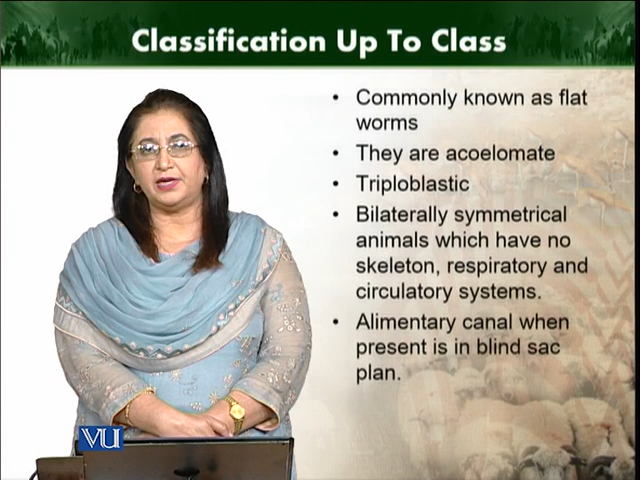 Classification Up To Class
• Commonly known as flat
worms
• They are acoelomate
• Triploblastic
• Bilaterally symmetrical
animals which have no
skeleton, respiratory and
circulatory systems.
• Alimentary canal when
present is in blind sac
plan.
VU